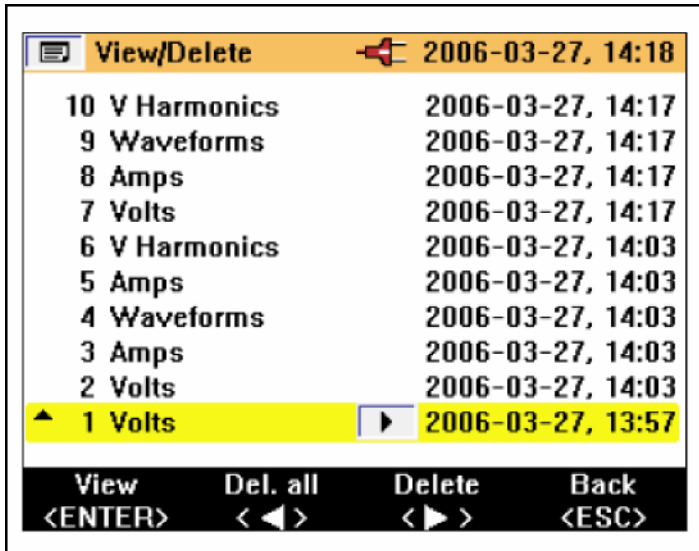 View/Delete 2006-03-27, 14:18
10 V Harmonics 2006-03-27, 14:17
9 Waveforms 2006-03-27, 14:17
8 Amps 2006-03-27, 14:17
7 Volts 2006-03-27, 14:17
6 V Harmonics 2006-03-27, 14:03
5 Amps 2006-03-27, 14:03
4 Waveforms 2006-03-27, 14:03
3 Amps 2006-03-27, 14:03
2 Volts 2006-03-27, 14:03
1 Volts 2006-03-27, 13:57
View Del. all Delete Back
<ENTER> <◀> <▶> <ESC>